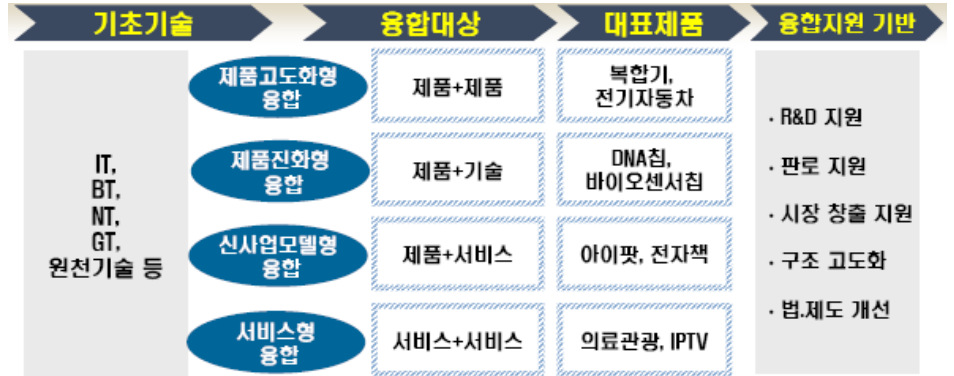 기초기술
융합대상
대표제품
융합지원 기반
IT,
BT,
NT,
GT,
원천기술 등
제품고도화형
융합
제품+제품
복합기,
전기자동차
제품진화형
융합
제품+기술
DNA칩,
바이오센서칩
신사업모델형
융합
제품+서비스
아이팟, 전자책
서비스형
융합
서비스+서비스
의료관광, IPTV
· R&D 지원
· 판로 지원
· 시장 창출 지원
· 구조 고도화
· 법.제도 개선